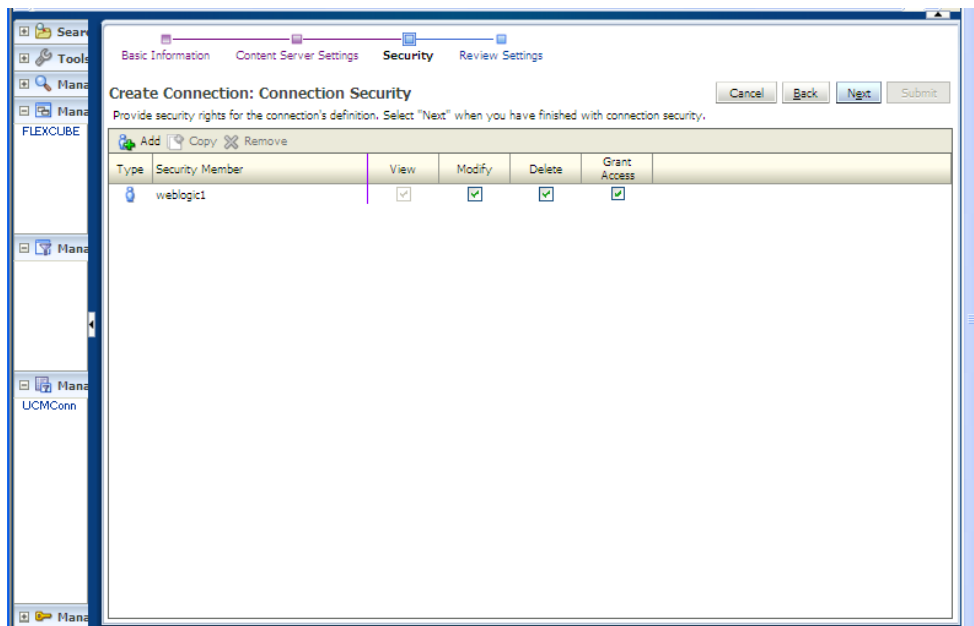 Sear
Tools
Mana
Mana
FLEXCUBE
Mana
Mana
UCMConn
Mana
Basic Information Content Server Settings Security Review Settings
Create Connection: Connection Security
Cancel Back Next Submit
Provide security rights for the connection's definition. Select "Next" when you have finished with connection security.
Add Copy Remove
Type Security Member View Modify Delete Grant Access
weblogic1